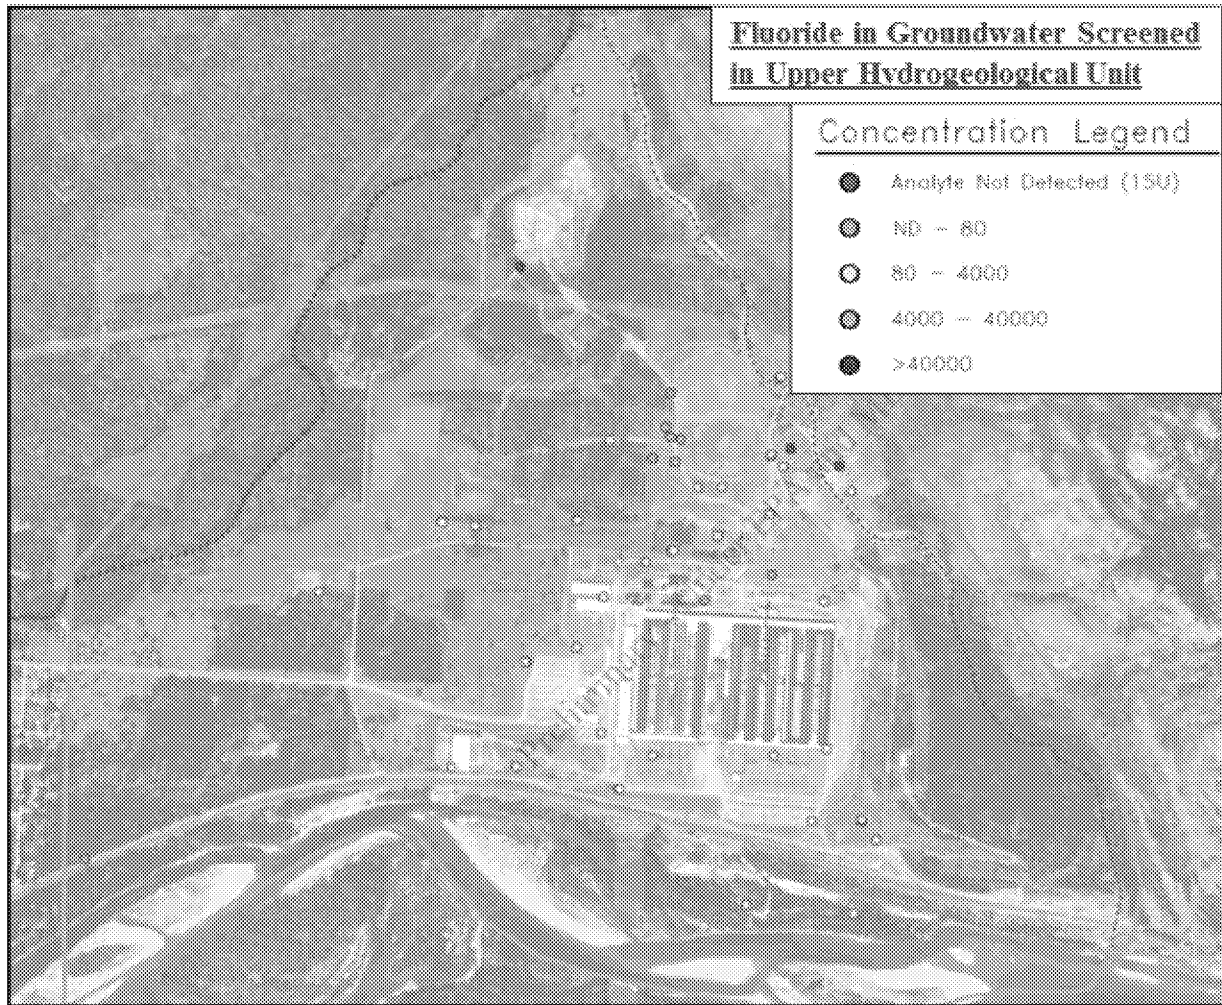 Fluoride in Groundwater Screened
in Upper Hydrogeological Unit
Concentration Legend
Analyte Not Detected (15U)
ND - 80
80 - 4000
4000 - 40000
>40000